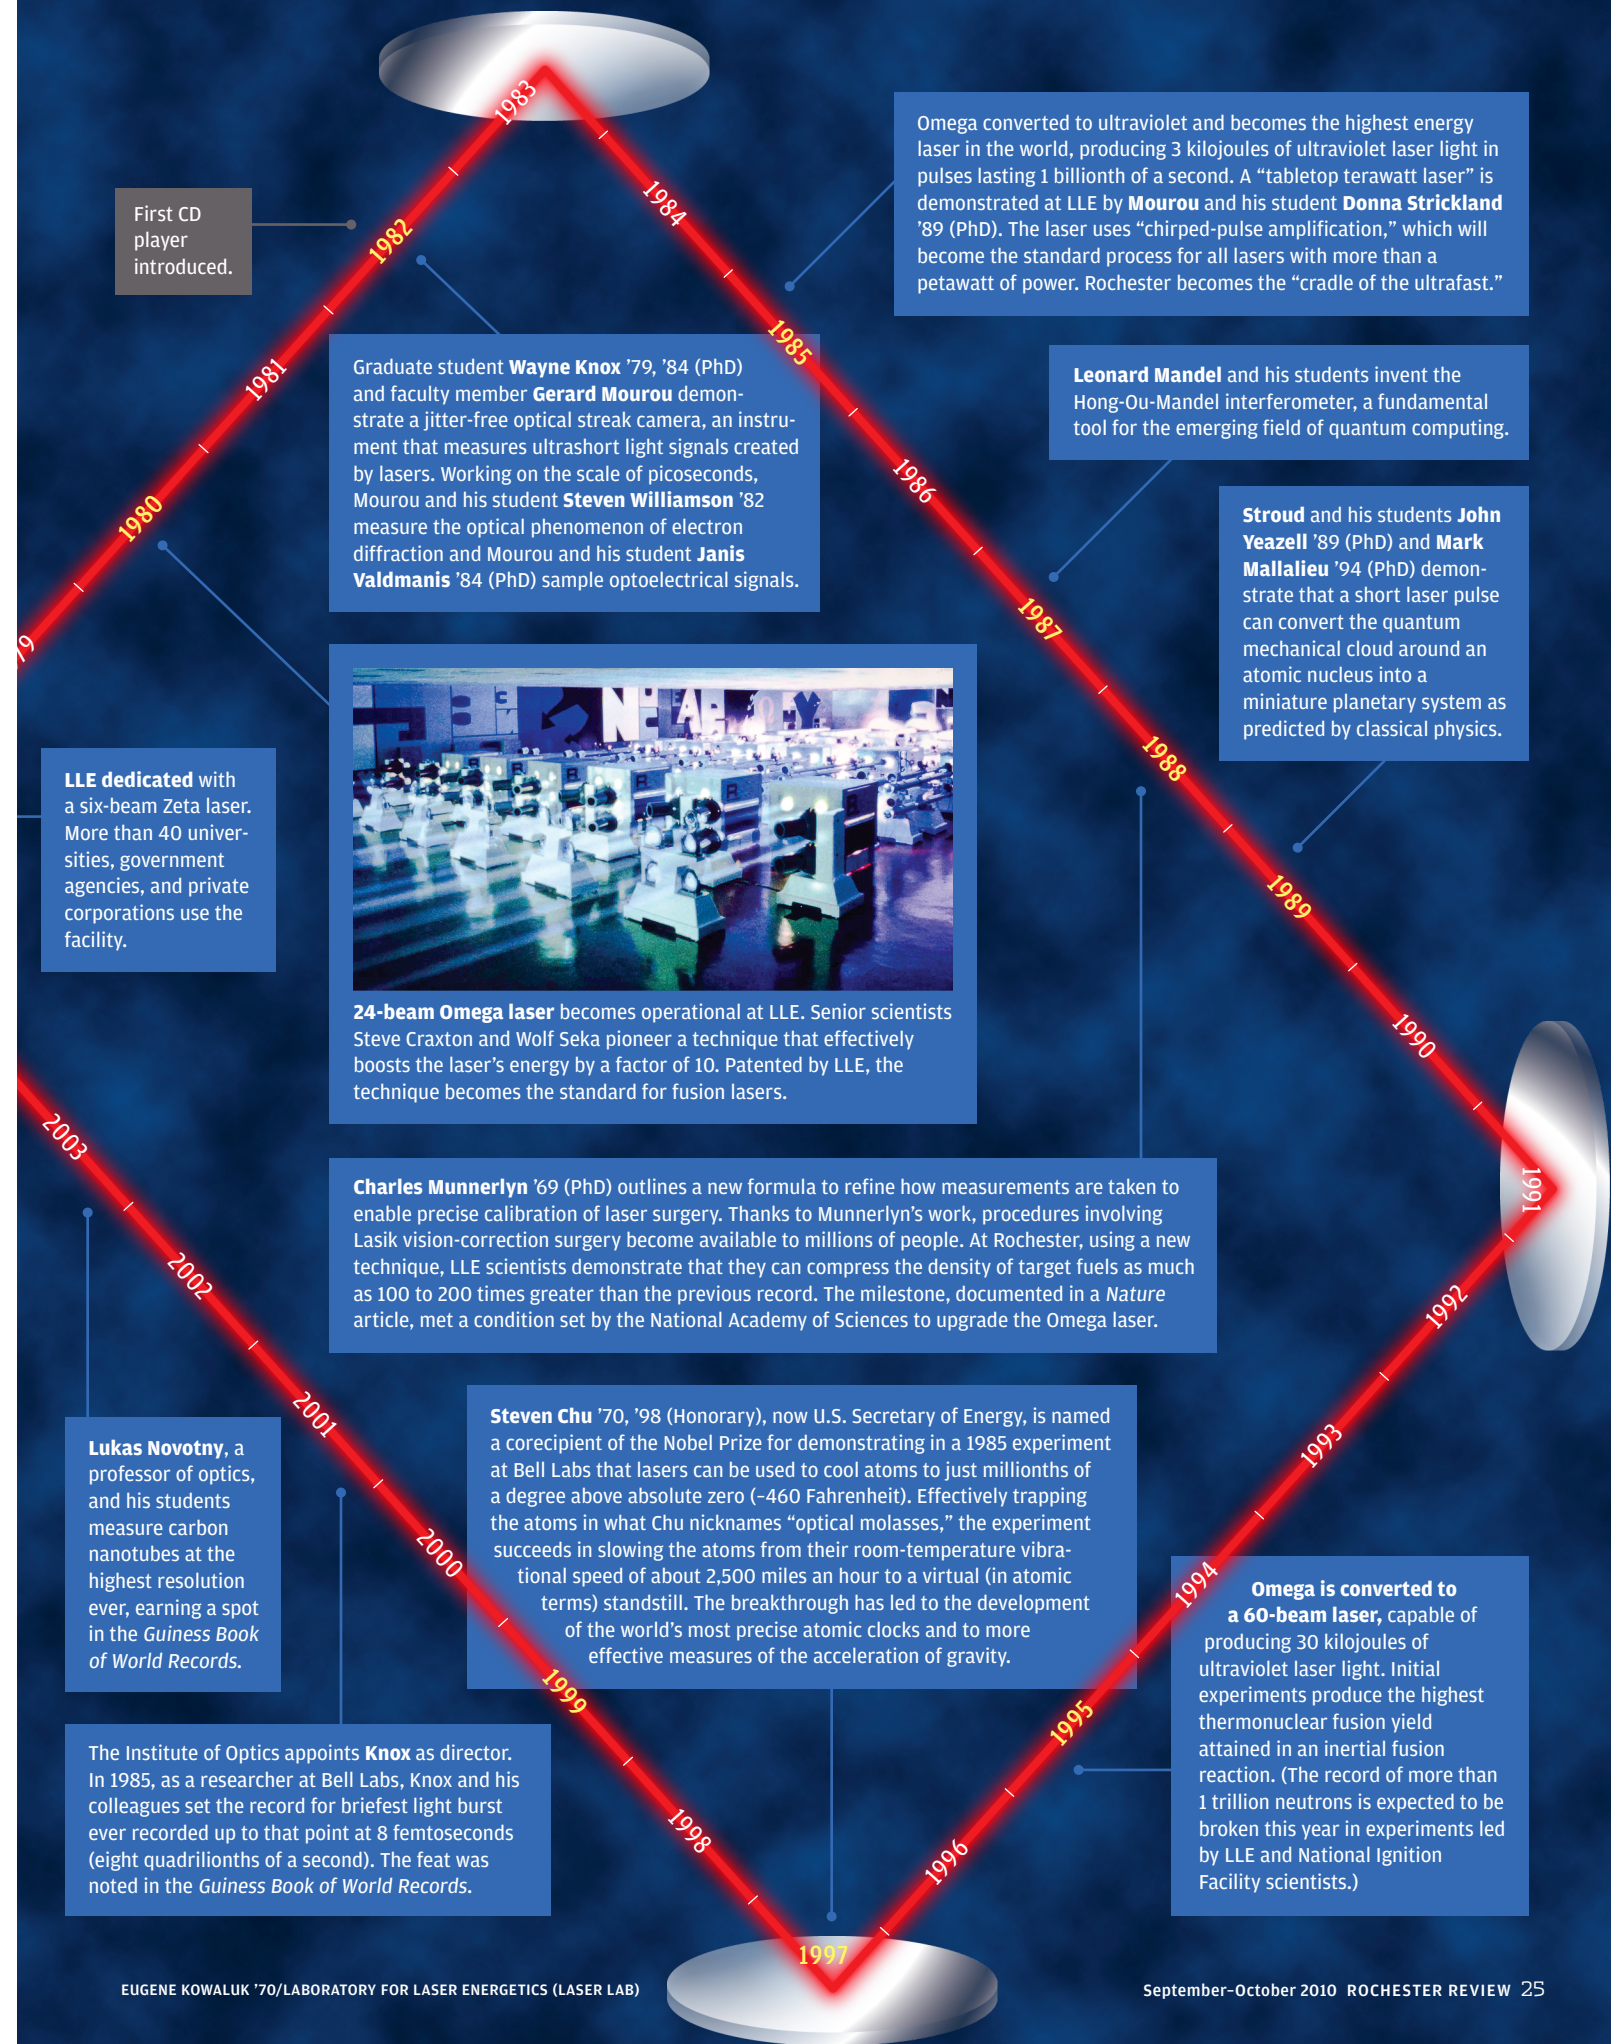 1983
1984
1982
1981
1980
1985
1986
1987
1988
1989
1990
1991
1992
1993
1994
1995
1996
1997
1998
1999
2000
2001
2002
2003
First CD
player
introduced.
Omega converted to ultraviolet and becomes the highest energy
laser in the world, producing 3 kilojoules of ultraviolet laser light in
pulses lasting 1 billionth of a second. A “tabletop terawatt laser” is
demonstrated at LLE by Mourou and his student Donna Strickland
’89 (PhD). The laser uses “chirped-pulse amplification,” which will
become the standard process for all lasers with more than a
petawatt of power. Rochester becomes the “cradle of the ultrafast.”
Graduate student Wayne Knox ’79, ’84 (PhD)
and faculty member Gerard Mourou demon-
strate a jitter-free optical streak camera, an instru-
ment that measures ultrashort light signals created
by lasers. Working on the scale of picoseconds,
Mourou and his student Steven Williamson ’82
measure the optical phenomenon of electron
diffraction and Mourou and his student Janis
Valdmanis ’84 (PhD) sample optoelectrical signals.
Leonard Mandel and his students invent the
Hong-Ou-Mandel interferometer, a fundamental
tool for the emerging field of quantum computing.
Stroud and his students John
Yeazell ’89 (PhD) and Mark
Mallalieu ’94 (PhD) demon-
strate that a short laser pulse
can convert the quantum
mechanical cloud around an
atomic nucleus into a
miniature planetary system as
predicted by classical physics.
LLE dedicated with
a six-beam Zeta laser.
More than 40 univer-
sities, government
agencies, and private
corporations use the
facility.
24-beam Omega laser becomes operational at LLE. Senior scientists
Steve Craxton and Wolf Seka pioneer a technique that effectively
boosts the laser’s energy by a factor of 10. Patented by LLE, the
technique becomes the standard for fusion lasers.
Charles Munnerlyn ’69 (PhD) outlines a new formula to refine how measurements are taken to
enable precise calibration of laser surgery. Thanks to Munnerlyn’s work, procedures involving
Lasik vision-correction surgery become available to millions of people. At Rochester, using a new
technique, LLE scientists demonstrate that they can compress the density of target fuels as much
as 100 to 200 times greater than the previous record. The milestone, documented in a Nature
article, met a condition set by the National Academy of Sciences to upgrade the Omega laser.
Steven Chu ’70, ’98 (Honorary), now U.S. Secretary of Energy, is named
a corecipient of the Nobel Prize for demonstrating in a 1985 experiment
at Bell Labs that lasers can be used to cool atoms to just millionths of
a degree above absolute zero (–460 Fahrenheit). Effectively trapping
the atoms in what Chu nicknames “optical molasses,” the experiment
succeeds in slowing the atoms from their room-temperature vibra-
tional speed of about 2,500 miles an hour to a virtual (in atomic
terms) standstill. The breakthrough has led to the development
of the world’s most precise atomic clocks and to more
effective measures of the acceleration of gravity.
Lukas Novotny, a
professor of optics,
and his students
measure carbon
nanotubes at the
highest resolution
ever, earning a spot
in the Guiness Book
of World Records.
Omega is converted to
a 60-beam laser, capable of
producing 30 kilojoules of
ultraviolet laser light. Initial
experiments produce the highest
thermonuclear fusion yield
attained in an inertial fusion
reaction. (The record of more than
1 trillion neutrons is expected to be
broken this year in experiments led
by LLE and National Ignition
Facility scientists.)
The Institute of Optics appoints Knox as director.
In 1985, as a researcher at Bell Labs, Knox and his
colleagues set the record for briefest light burst
ever recorded up to that point at 8 femtoseconds
(eight quadrilionths of a second). The feat was
noted in the Guiness Book of World Records.
EUGENE KOWALUK ’70/LABORATORY FOR LASER ENERGETICS (LASER LAB)
September–October 2010 ROCHESTER REVIEW 25